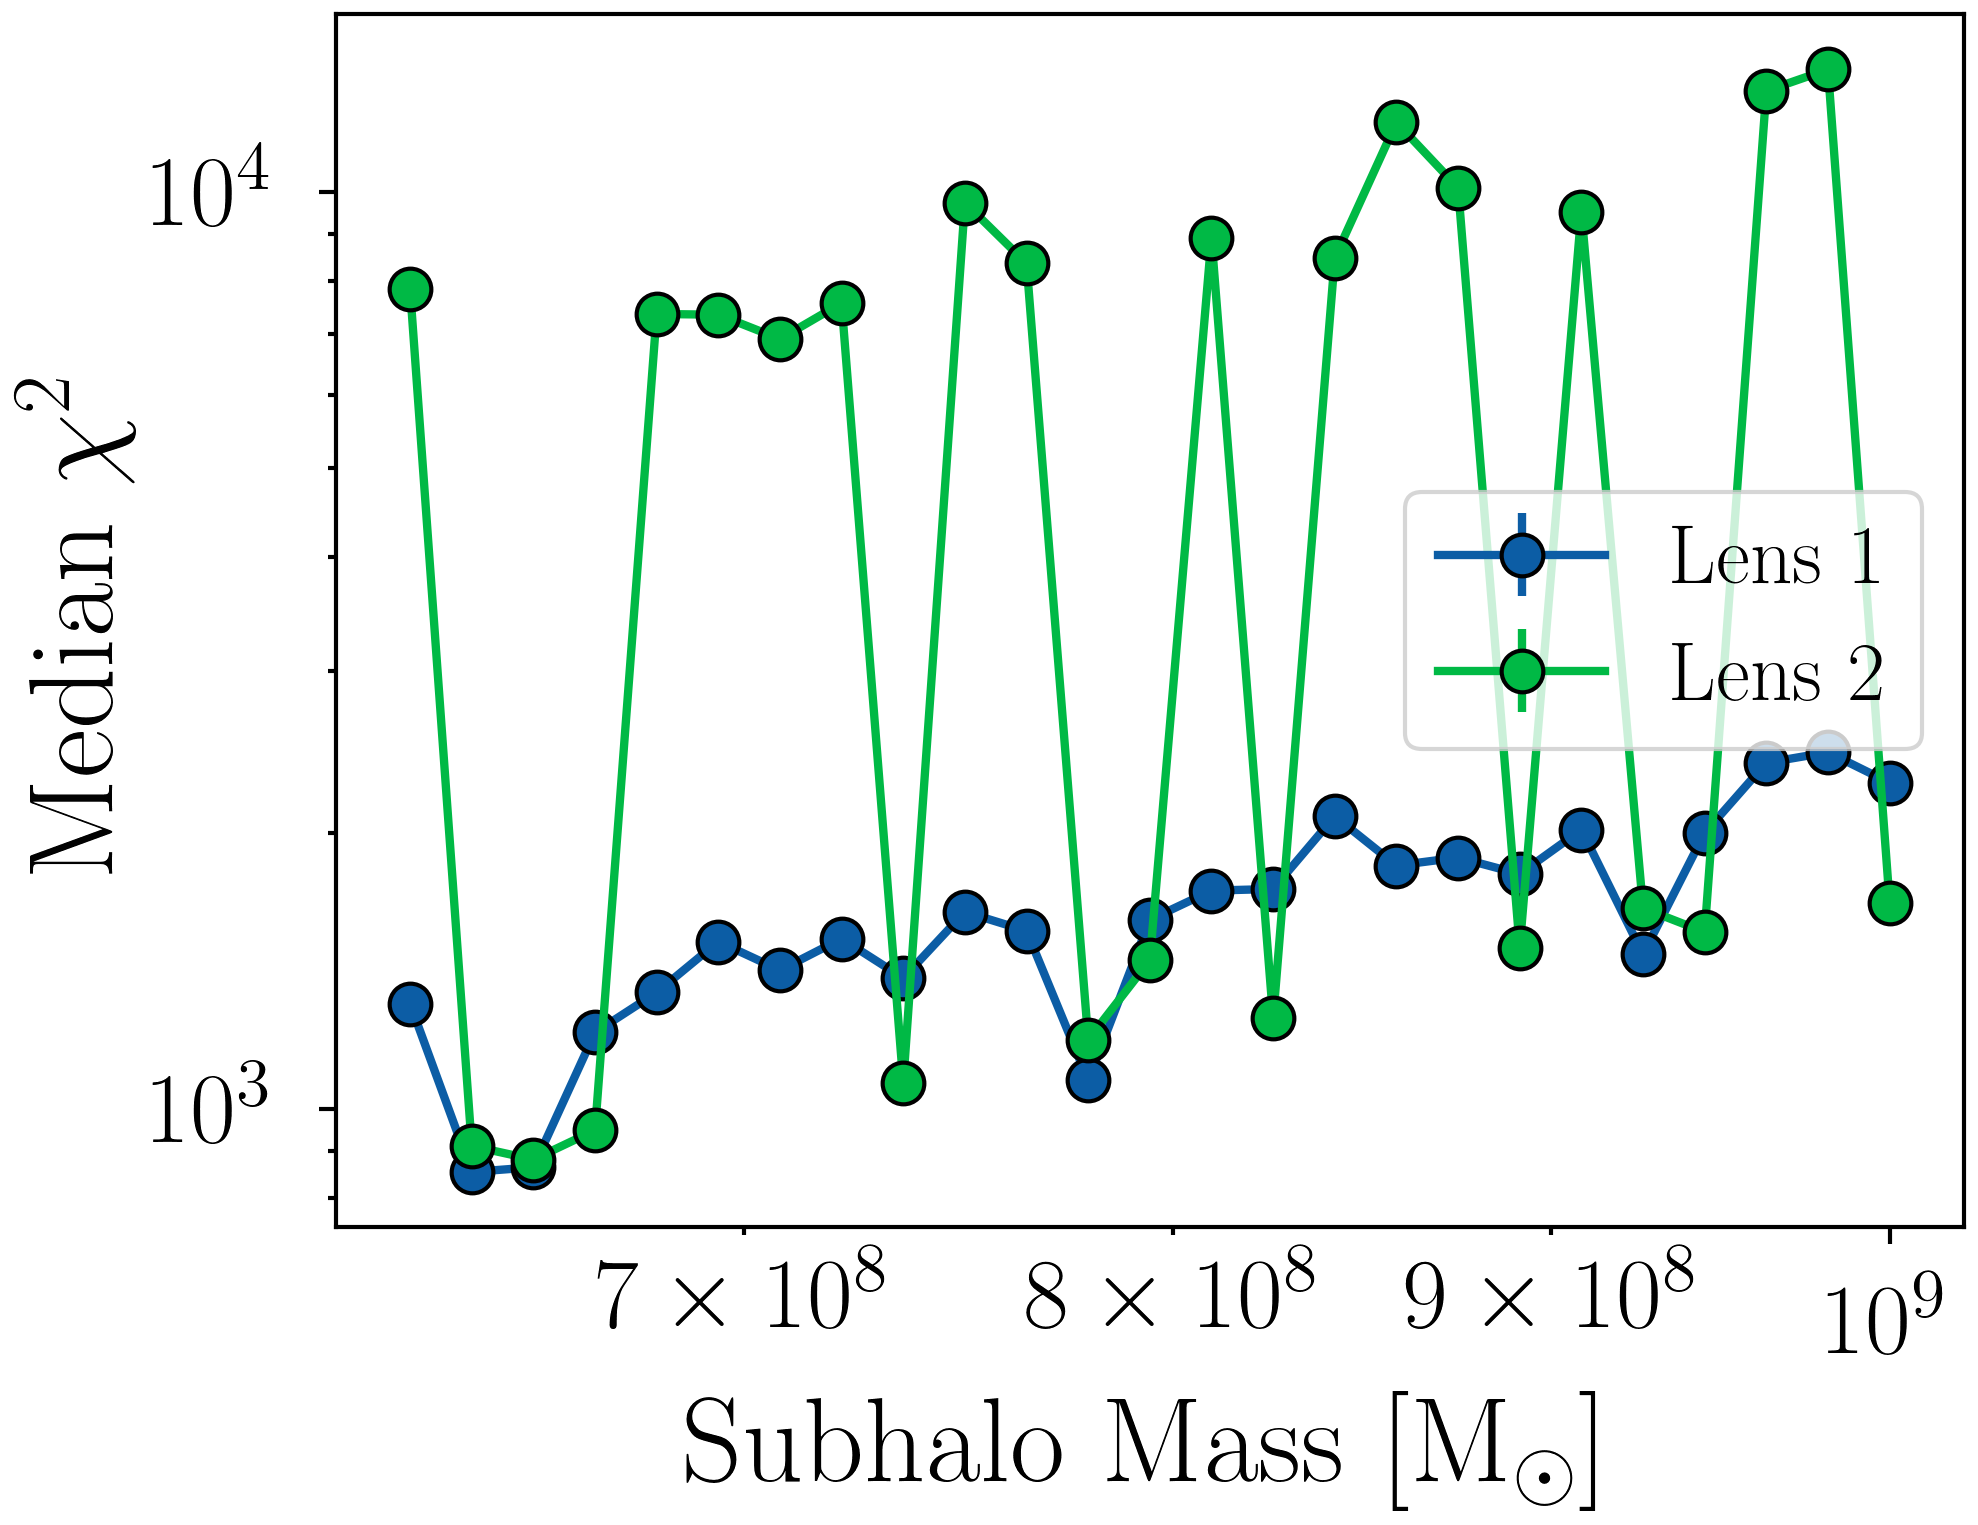 Median χ²
10⁴
10³
Lens 1
Lens 2
7 × 10⁸
8 × 10⁸
9 × 10⁸
10⁹
Subhalo Mass [M☉]